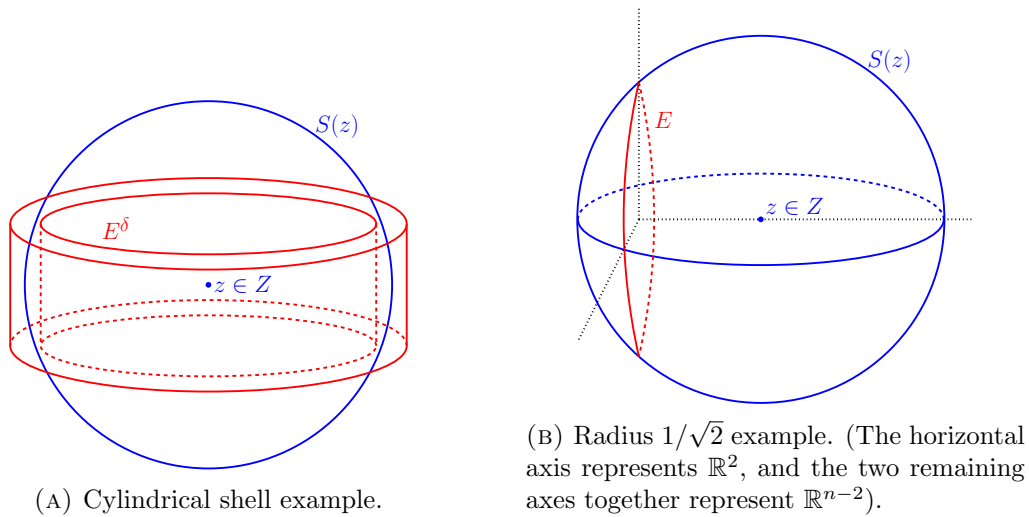 S(z)
E^δ
z ∈ Z
(A) Cylindrical shell example.
S(z)
E
z ∈ Z
(B) Radius 1/√2 example. (The horizontal
axis represents ℝ², and the two remaining
axes together represent ℝⁿ⁻²).